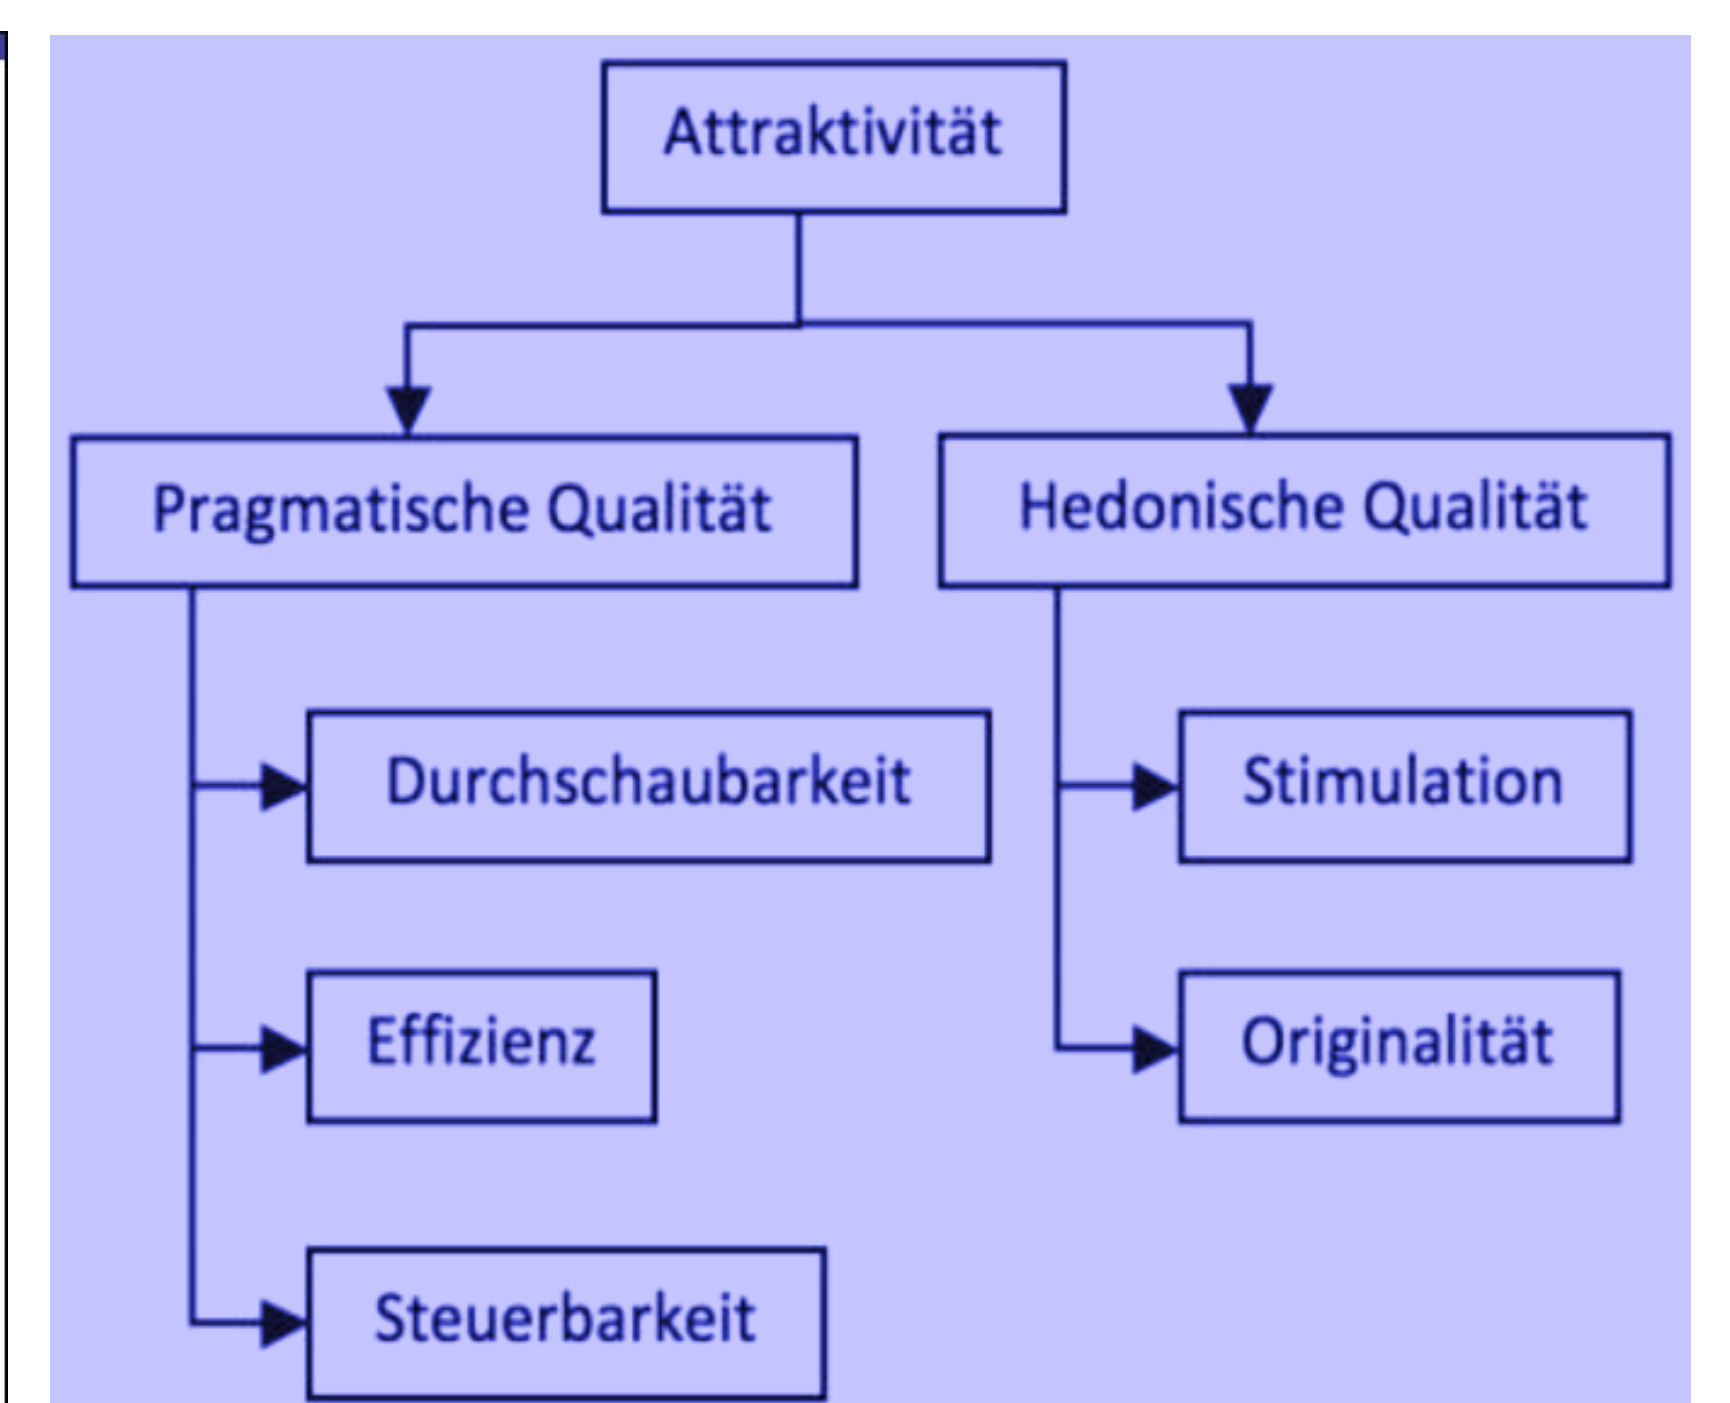 Attraktivität
Pragmatische Qualität
Hedonische Qualität
Durchschaubarkeit
Stimulation
Effizienz
Originalität
Steuerbarkeit